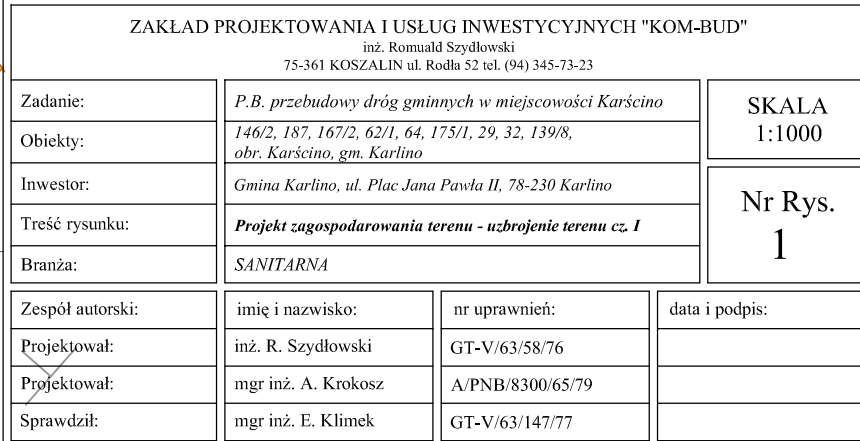 ZAKŁAD PROJEKTOWANIA I USŁUG INWESTYCYJNYCH "KOM-BUD"
inż. Romuald Szydłowski
75-361 KOSZALIN ul. Rodła 52 tel. (94) 345-73-23
Zadanie: P.B. przebudowy dróg gminnych w miejscowości Karścino
SKALA
1:1000
Obiekty: 146/2, 187, 167/2, 62/1, 64, 175/1, 29, 32, 139/8,
obr. Karścino, gm. Karlino
Inwestor: Gmina Karlino, ul. Plac Jana Pawła II, 78-230 Karlino
Nr Rys.
1
Treść rysunku: Projekt zagospodarowania terenu - uzbrojenie terenu cz. I
Branża: SANITARNA
Zespół autorski: imię i nazwisko: nr uprawnień: data i podpis:
Projektował: inż. R. Szydłowski GT-V/63/58/76
Projektował: mgr inż. A. Krokosz A/PNB/8300/65/79
Sprawdził: mgr inż. E. Klimek GT-V/63/147/77